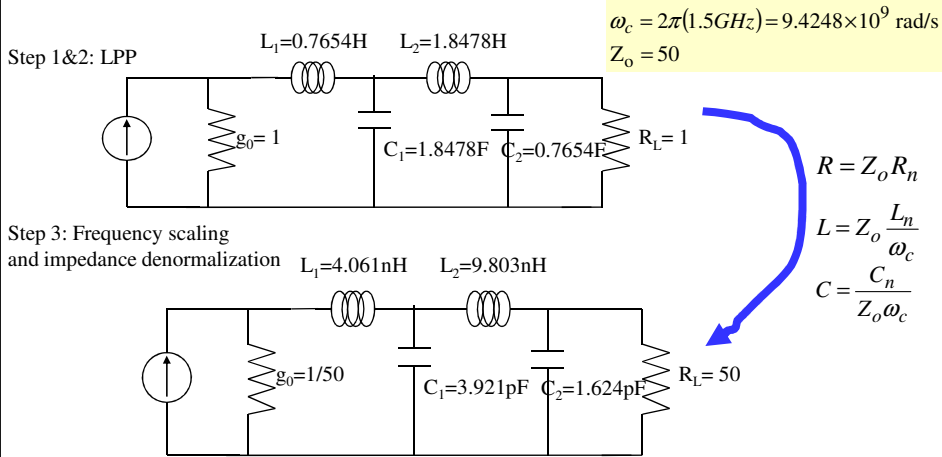 ω_c = 2π(1.5GHz) = 9.4248×10^9 rad/s
Z_o = 50
Step 1&2: LPP
L_1=0.7654H
L_2=1.8478H
g_0= 1
C_1=1.8478F
C_2=0.7654F
R_L= 1
R = Z_o R_n
L = Z_o L_n/ω_c
C = C_n/(Z_o ω_c)
Step 3: Frequency scaling
and impedance denormalization
L_1=4.061nH
L_2=9.803nH
g_0=1/50
C_1=3.921pF
C_2=1.624pF
R_L= 50